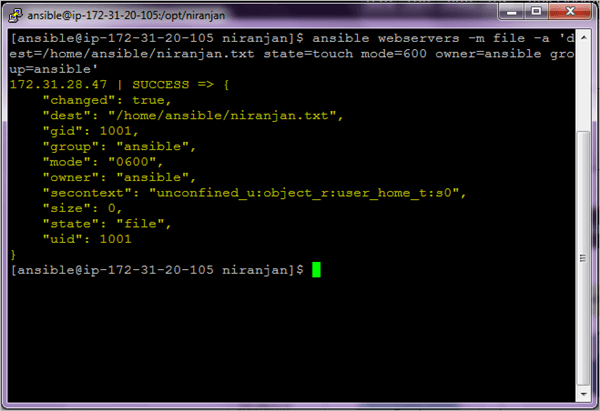 ansible@ip-172-31-20-105:/opt/niranjan
[ansible@ip-172-31-20-105 niranjan]$ ansible webservers -m file -a 'd
est=/home/ansible/niranjan.txt state=touch mode=600 owner=ansible gro
up=ansible'
172.31.28.47 | SUCCESS => {
    "changed": true,
    "dest": "/home/ansible/niranjan.txt",
    "gid": 1001,
    "group": "ansible",
    "mode": "0600",
    "owner": "ansible",
    "secontext": "unconfined_u:object_r:user_home_t:s0",
    "size": 0,
    "state": "file",
    "uid": 1001
}
[ansible@ip-172-31-20-105 niranjan]$